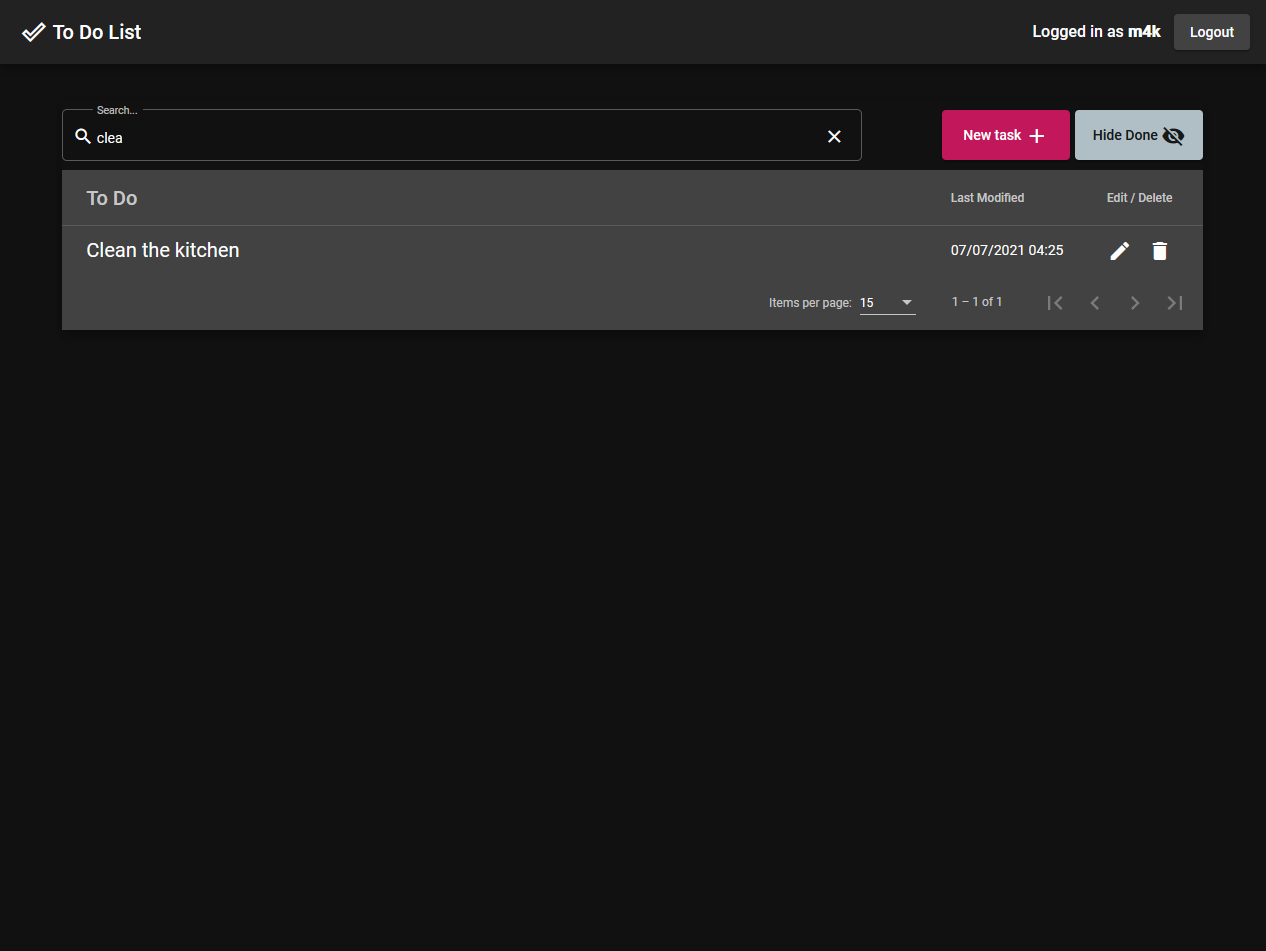 To Do List
Logged in as m4k
Logout
Search...
clea
New task
Hide Done
To Do
Last Modified
Edit / Delete
Clean the kitchen
07/07/2021 04:25
Items per page: 15
1 – 1 of 1